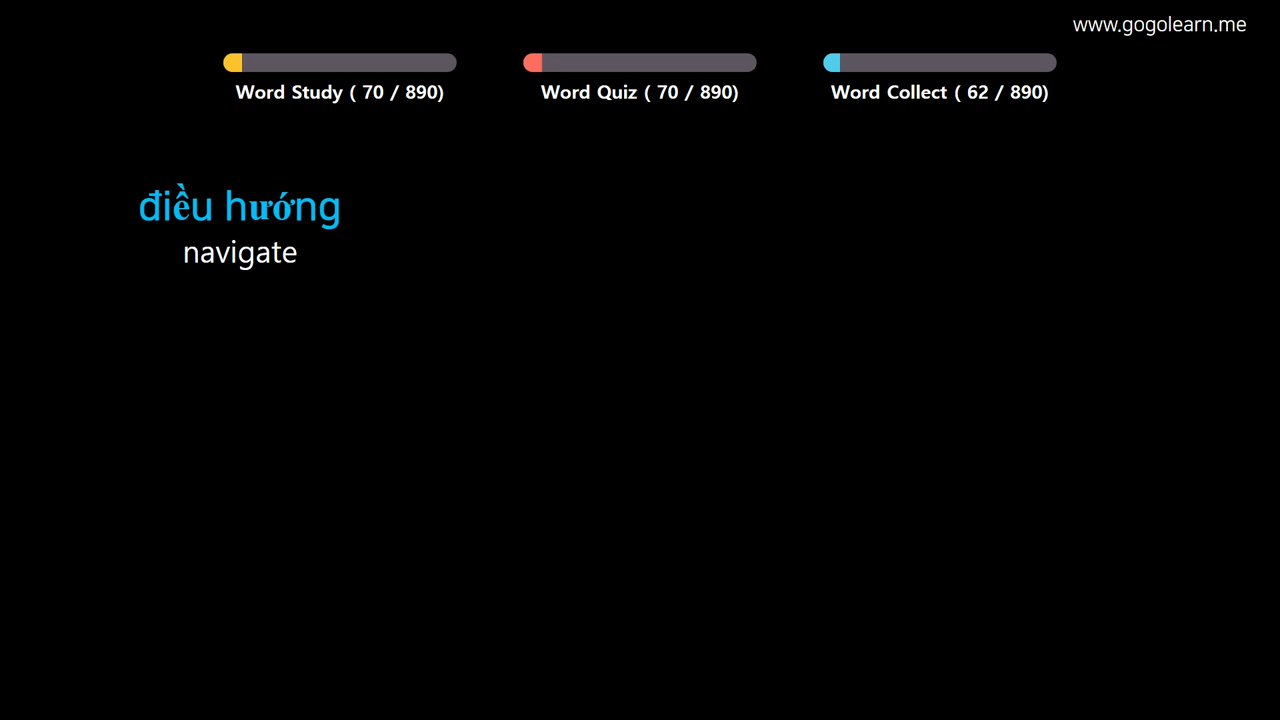 www.gogolearn.me
Word Study ( 70 / 890)
Word Quiz ( 70 / 890)
Word Collect ( 62 / 890)
điều hướng
navigate